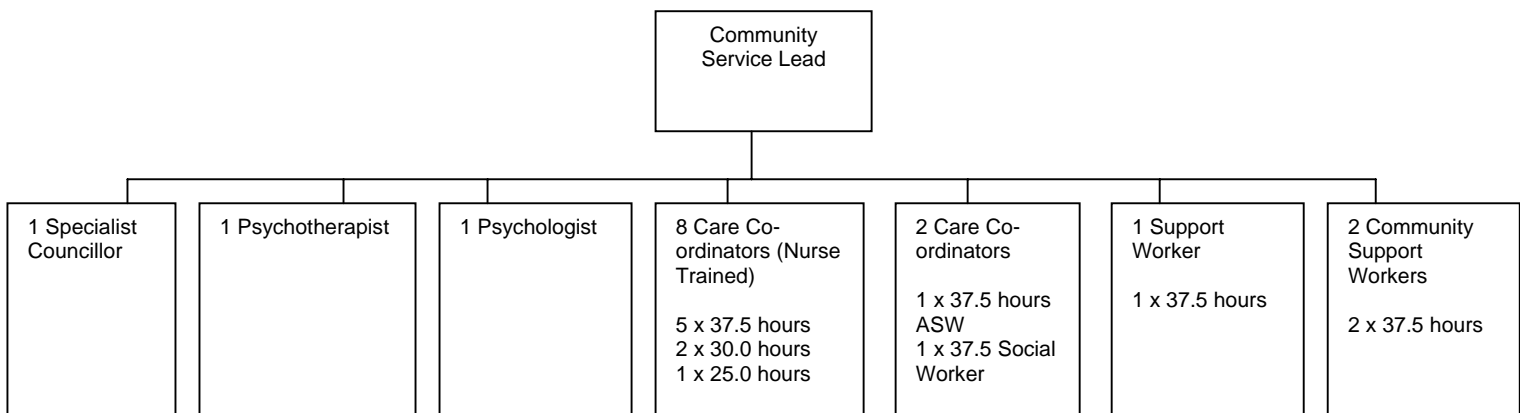 Community
Service Lead
1 Specialist
Councillor
1 Psychotherapist
1 Psychologist
8 Care Co-
ordinators (Nurse
Trained)
5 x 37.5 hours
2 x 30.0 hours
1 x 25.0 hours
2 Care Co-
ordinators
1 x 37.5 hours
ASW
1 x 37.5 Social
Worker
1 Support
Worker
1 x 37.5 hours
2 Community
Support
Workers
2 x 37.5 hours